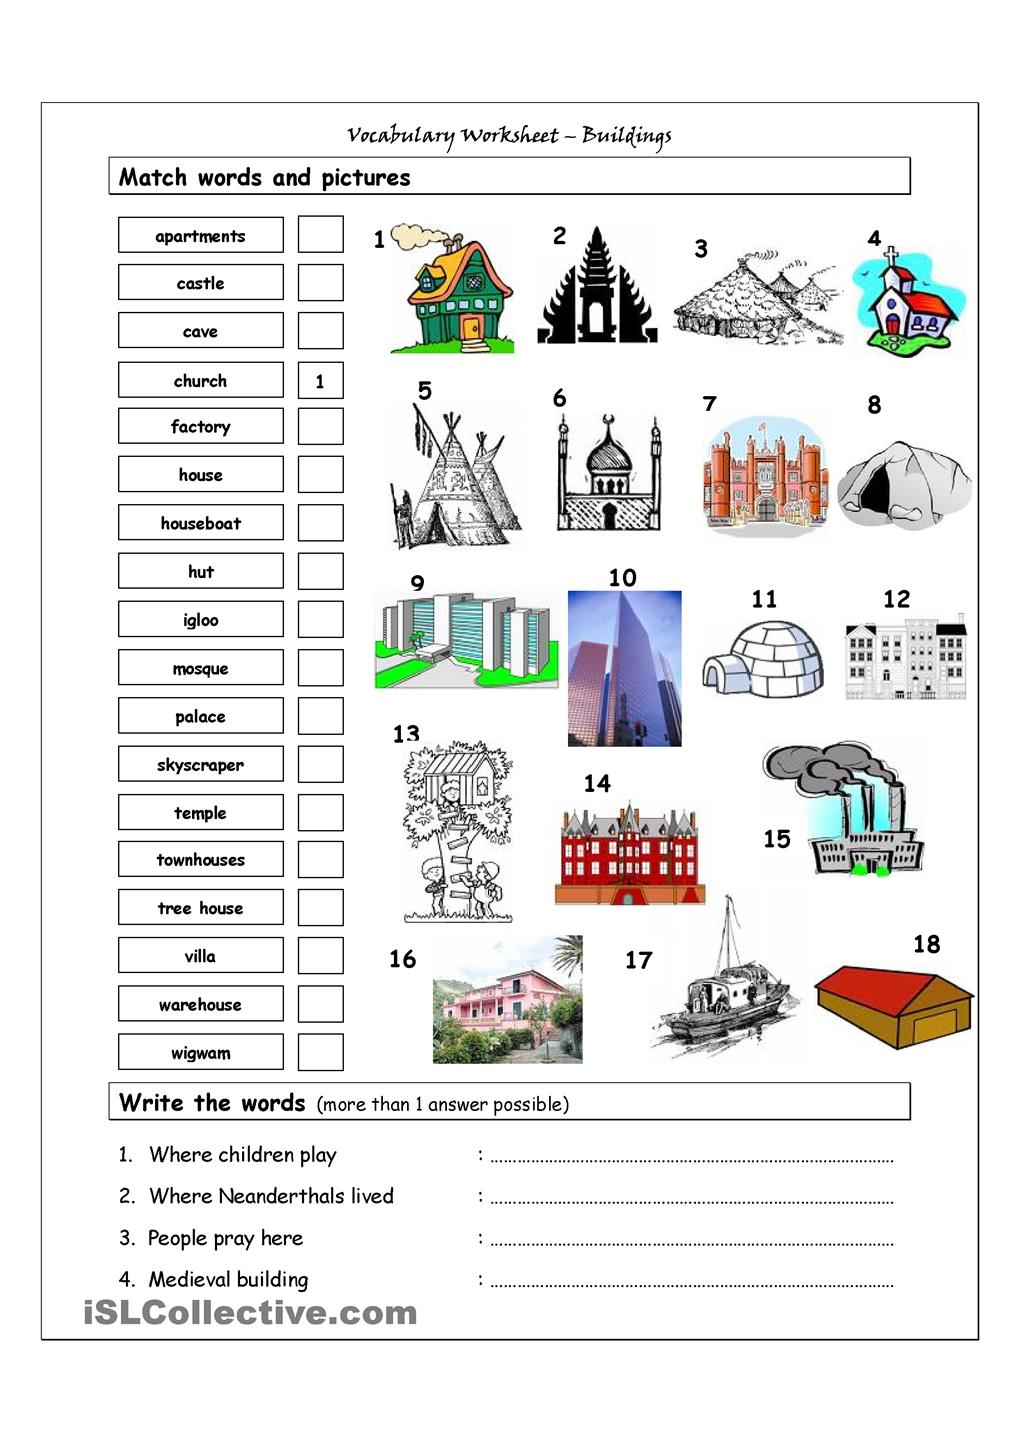 Vocabulary Worksheet – Buildings
Match words and pictures
apartments
castle
cave
church 1
factory
house
houseboat
hut
igloo
mosque
palace
skyscraper
temple
townhouses
tree house
villa
warehouse
wigwam
1 2 3 4
5 6 7 8
9 10 11 12
13
14
15
16 17 18
Write the words (more than 1 answer possible)
1. Where children play : ................................................................................
2. Where Neanderthals lived : ................................................................................
3. People pray here : ................................................................................
4. Medieval building : ................................................................................
iSLCollective.com